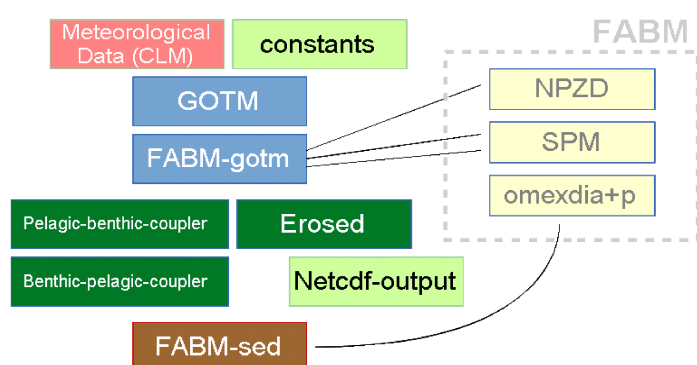 FABM
Meteorological
Data (CLM)
constants
GOTM
NPZD
FABM-gotm
SPM
omexdia+p
Pelagic-benthic-coupler
Erosed
Benthic-pelagic-coupler
Netcdf-output
FABM-sed